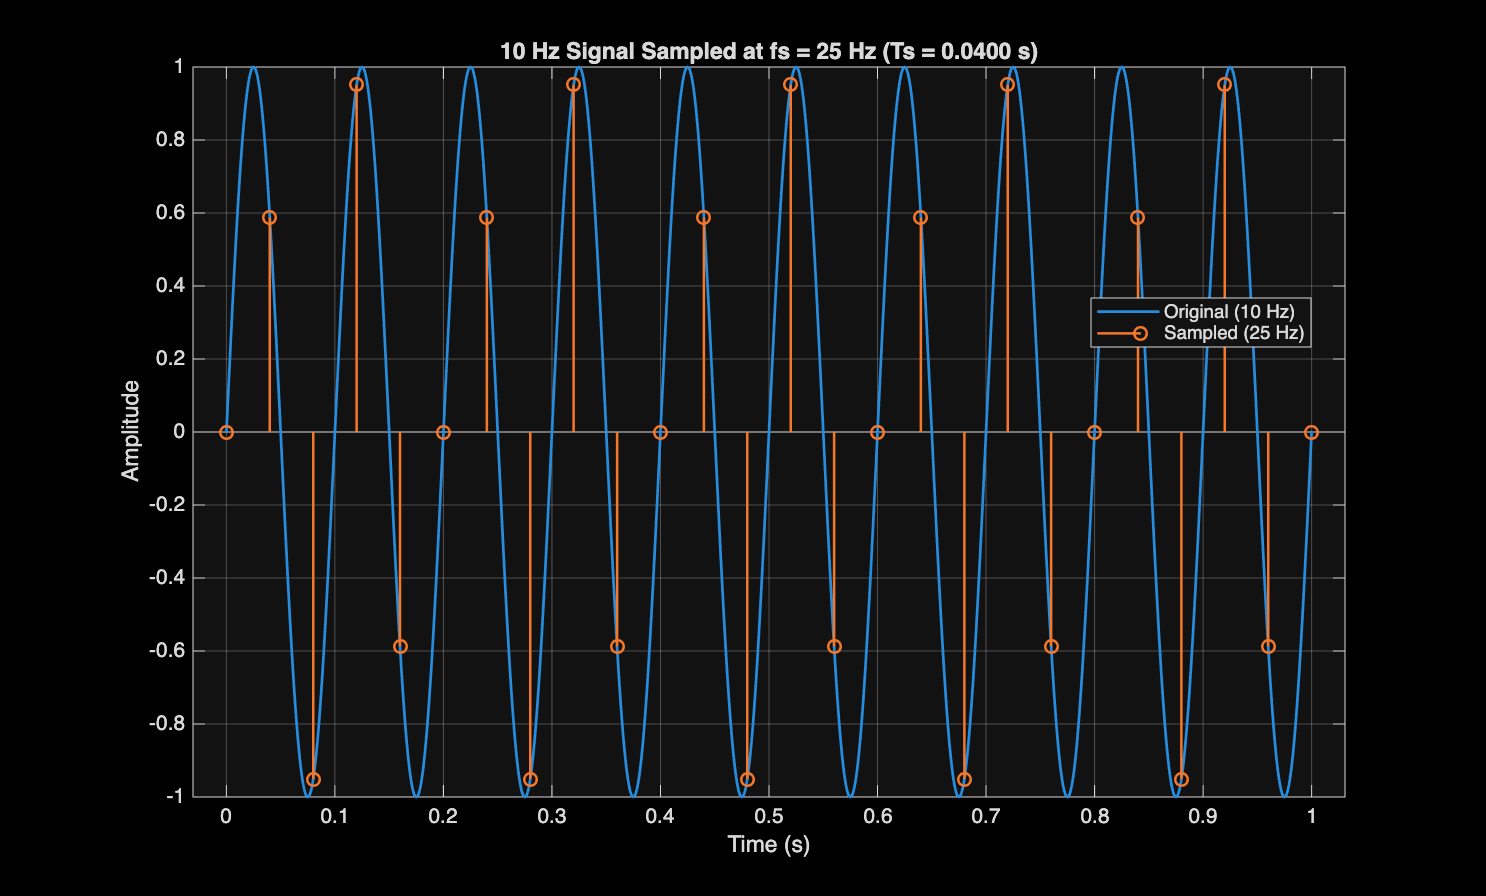 10 Hz Signal Sampled at fs = 25 Hz (Ts = 0.0400 s)
1
0.8
0.6
0.4
0.2
0
-0.2
-0.4
-0.6
-0.8
-1
Amplitude
Original (10 Hz)
Sampled (25 Hz)
0 0.1 0.2 0.3 0.4 0.5 0.6 0.7 0.8 0.9 1
Time (s)